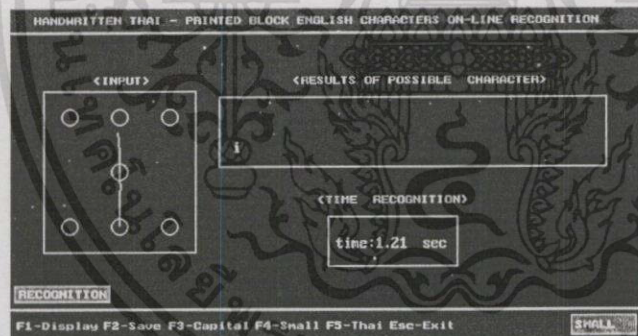 HANDWRITTEN THAI - PRINTED BLOCK ENGLISH CHARACTERS ON-LINE RECOGNITION
<INPUT>
<RESULTS OF POSSIBLE CHARACTER>
i
<TIME RECOGNITION>
time:1.21 sec
RECOGNITION
F1-Display F2-Save F3-Capital F4-Small F5-Thai Esc-Exit
SMALL